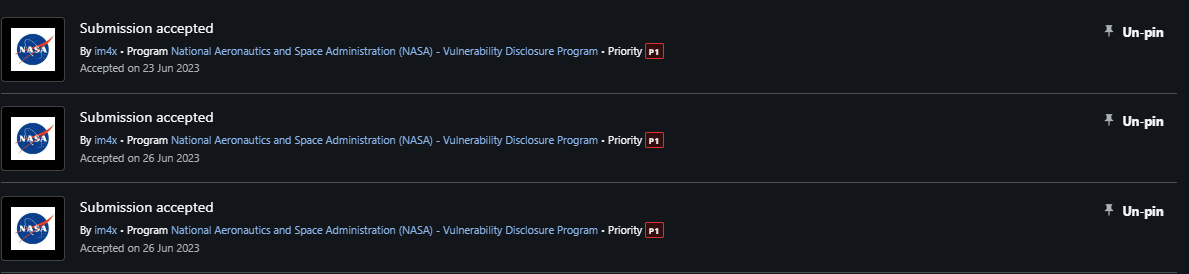 NASA
Submission accepted
Un-pin
By im4x • Program National Aeronautics and Space Administration (NASA) - Vulnerability Disclosure Program • Priority P1
Accepted on 23 Jun 2023
NASA
Submission accepted
Un-pin
By im4x • Program National Aeronautics and Space Administration (NASA) - Vulnerability Disclosure Program • Priority P1
Accepted on 26 Jun 2023
NASA
Submission accepted
Un-pin
By im4x • Program National Aeronautics and Space Administration (NASA) - Vulnerability Disclosure Program • Priority P1
Accepted on 26 Jun 2023